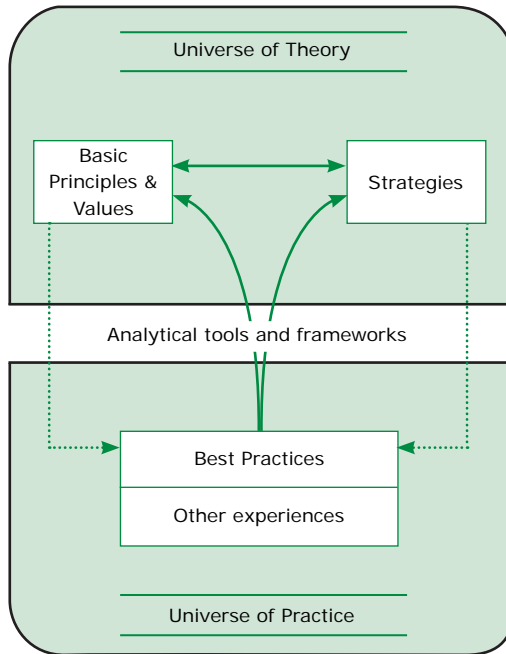 Universe of Theory
Basic
Principles &
Values
Strategies
Analytical tools and frameworks
Best Practices
Other experiences
Universe of Practice